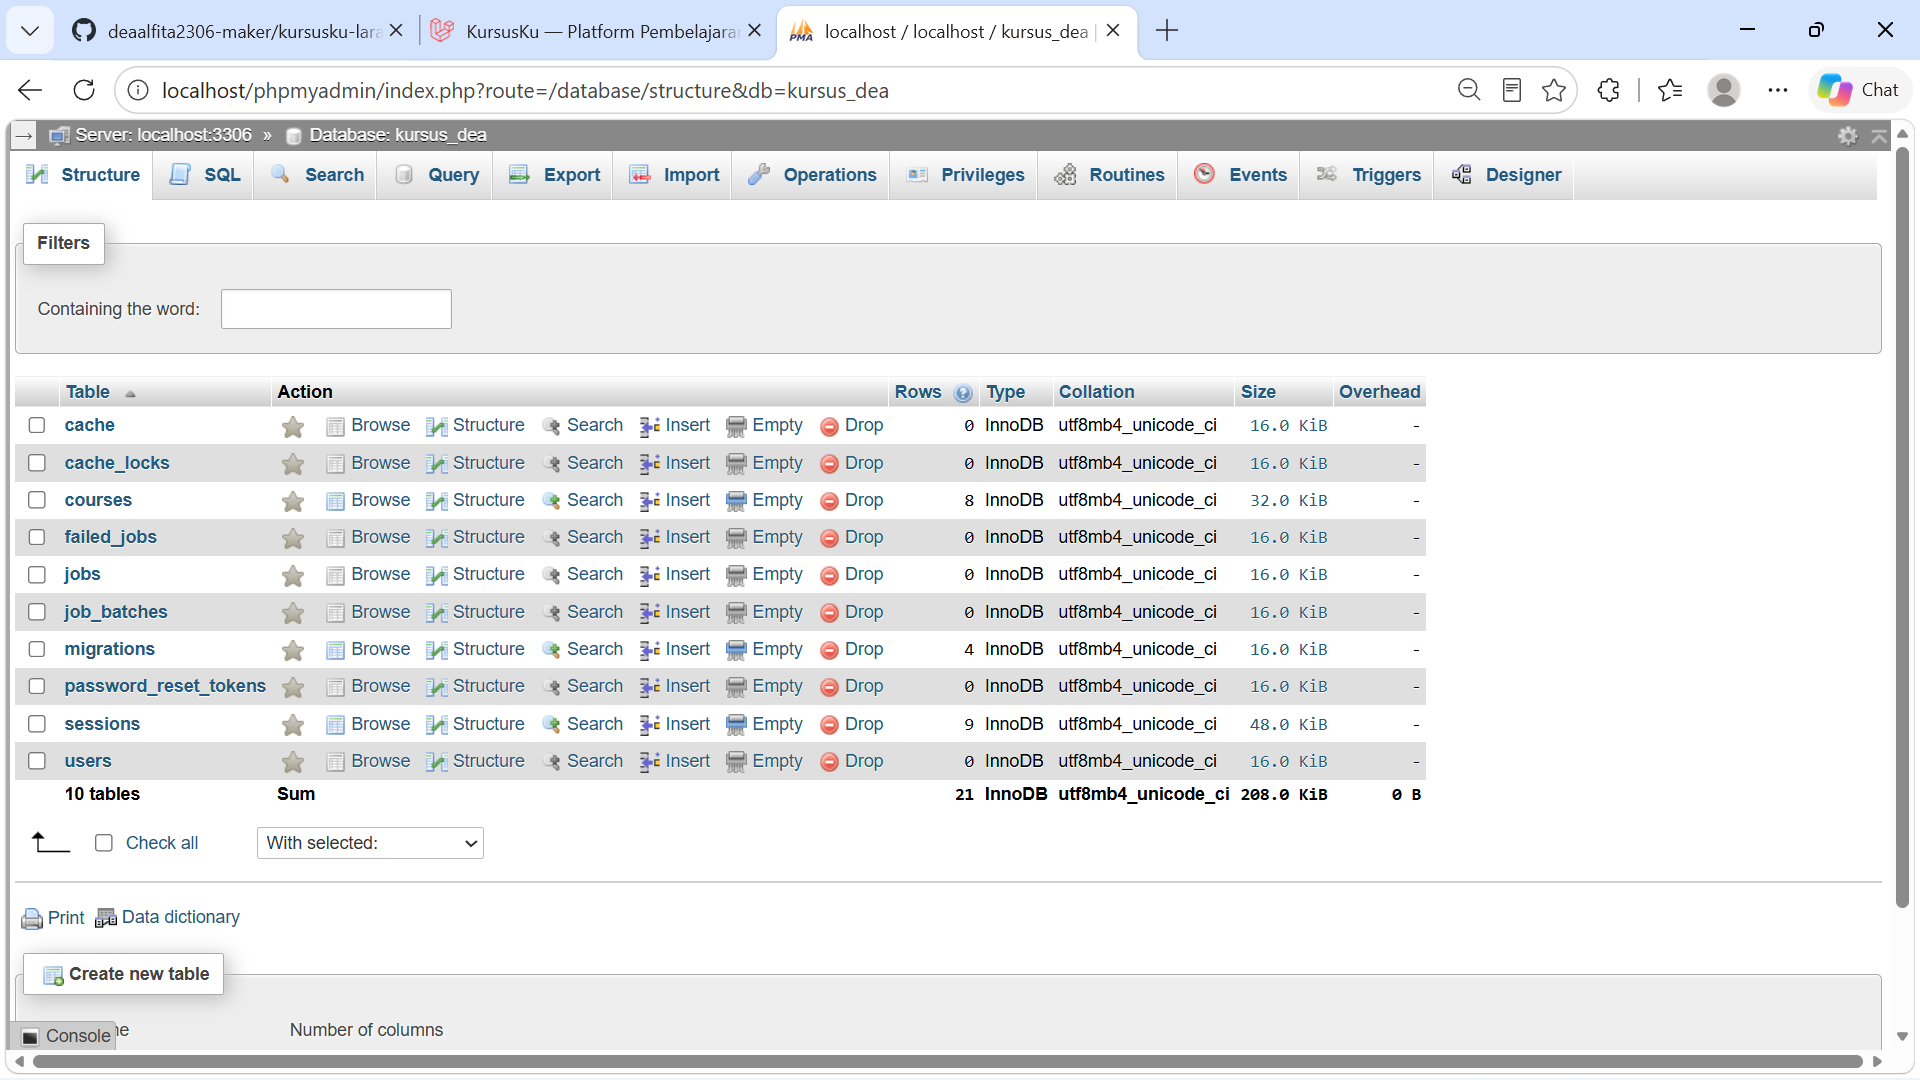 deaalfita2306-maker/kursusku-lara
KursusKu — Platform Pembelajaran
localhost / localhost / kursus_dea |
localhost/phpmyadmin/index.php?route=/database/structure&db=kursus_dea
Chat
Server: localhost:3306 » Database: kursus_dea
Structure SQL Search Query Export Import Operations Privileges Routines Events Triggers Designer
Filters
Containing the word:
Table Action Rows Type Collation Size Overhead
cache Browse Structure Search Insert Empty Drop 0 InnoDB utf8mb4_unicode_ci 16.0 KiB -
cache_locks Browse Structure Search Insert Empty Drop 0 InnoDB utf8mb4_unicode_ci 16.0 KiB -
courses Browse Structure Search Insert Empty Drop 8 InnoDB utf8mb4_unicode_ci 32.0 KiB -
failed_jobs Browse Structure Search Insert Empty Drop 0 InnoDB utf8mb4_unicode_ci 16.0 KiB -
jobs Browse Structure Search Insert Empty Drop 0 InnoDB utf8mb4_unicode_ci 16.0 KiB -
job_batches Browse Structure Search Insert Empty Drop 0 InnoDB utf8mb4_unicode_ci 16.0 KiB -
migrations Browse Structure Search Insert Empty Drop 4 InnoDB utf8mb4_unicode_ci 16.0 KiB -
password_reset_tokens Browse Structure Search Insert Empty Drop 0 InnoDB utf8mb4_unicode_ci 16.0 KiB -
sessions Browse Structure Search Insert Empty Drop 9 InnoDB utf8mb4_unicode_ci 48.0 KiB -
users Browse Structure Search Insert Empty Drop 0 InnoDB utf8mb4_unicode_ci 16.0 KiB -
10 tables Sum 21 InnoDB utf8mb4_unicode_ci 208.0 KiB 0 B
Check all With selected:
Print Data dictionary
Create new table
Number of columns
Console